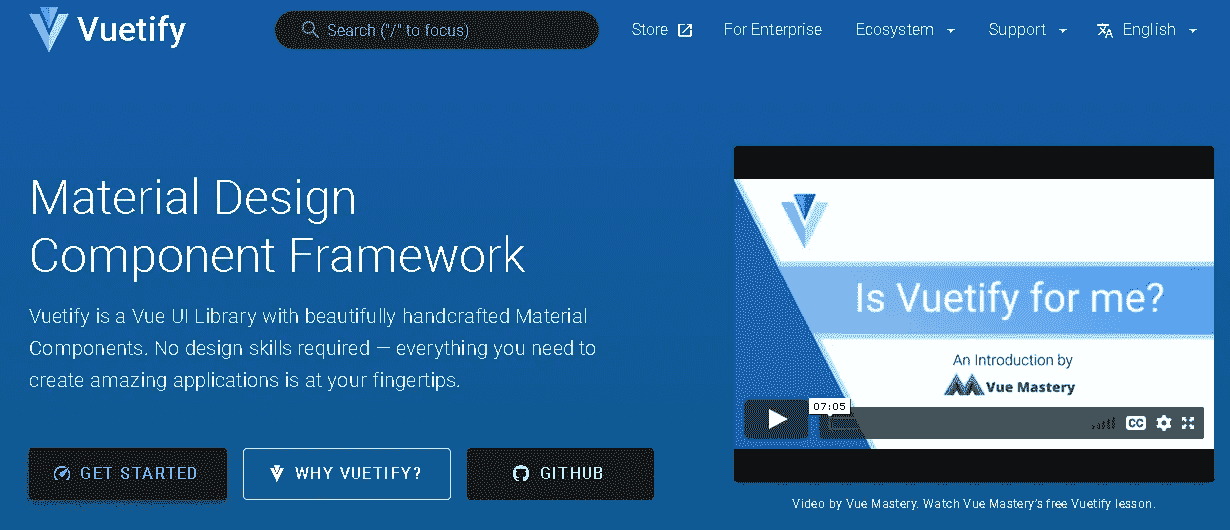 Vuetify
Search ("/" to focus)
Store
For Enterprise
Ecosystem
Support
English
Material Design
Component Framework
Vuetify is a Vue UI Library with beautifully handcrafted Material
Components. No design skills required — everything you need to
create amazing applications is at your fingertips.
GET STARTED
WHY VUETIFY?
GITHUB
Is Vuetify for me?
An Introduction by
Vue Mastery
07:05
CC
Video by Vue Mastery. Watch Vue Mastery's free Vuetify lesson.